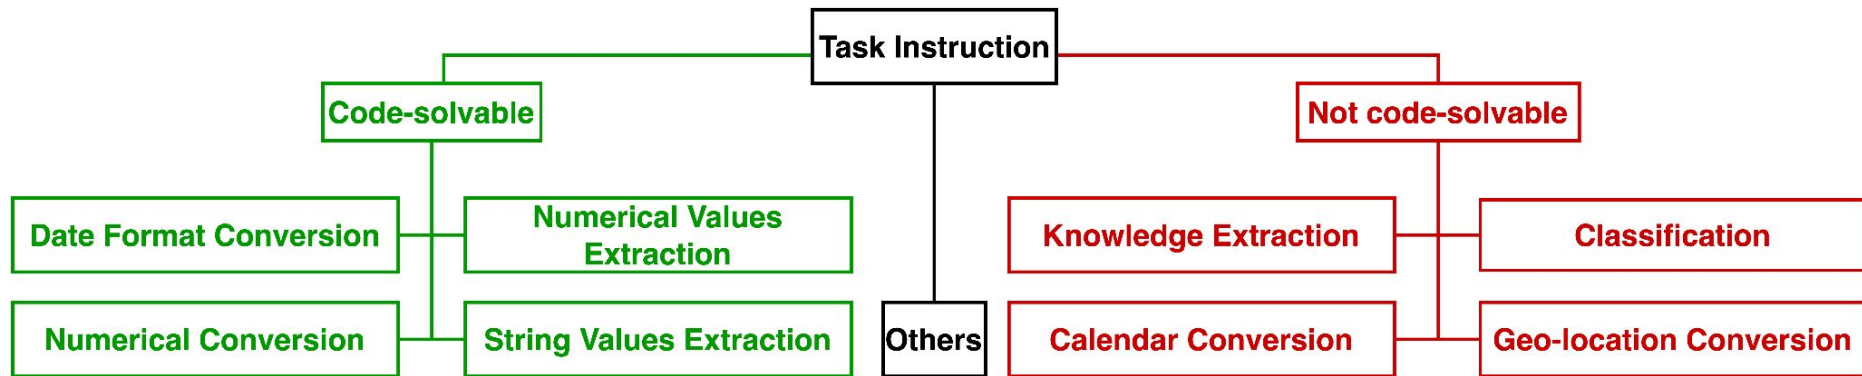 Task Instruction
Code-solvable
Not code-solvable
Date Format Conversion
Numerical Values
Extraction
Knowledge Extraction
Classification
Numerical Conversion
String Values Extraction
Others
Calendar Conversion
Geo-location Conversion